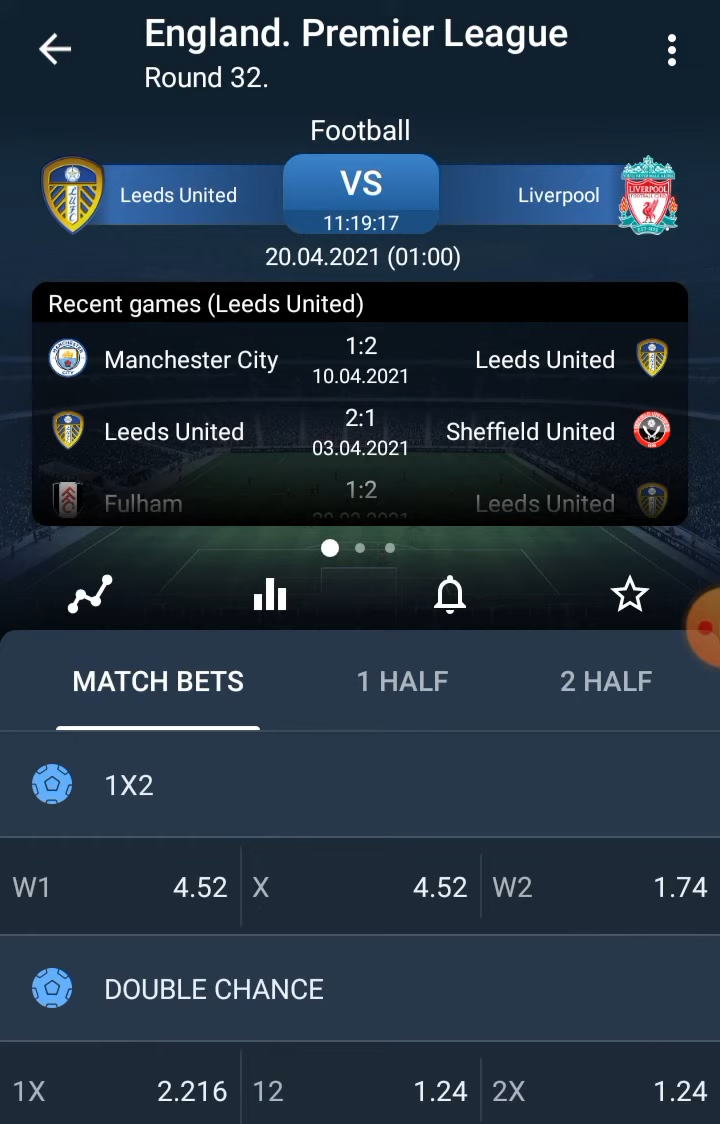 England. Premier League
Round 32.
Football
Leeds United
VS
Liverpool
11:19:17
20.04.2021 (01:00)
Recent games (Leeds United)
Manchester City 1:2 Leeds United
10.04.2021
Leeds United 2:1 Sheffield United
03.04.2021
Fulham 1:2 Leeds United
MATCH BETS 1 HALF 2 HALF
1X2
W1 4.52 X 4.52 W2 1.74
DOUBLE CHANCE
1X 2.216 12 1.24 2X 1.24